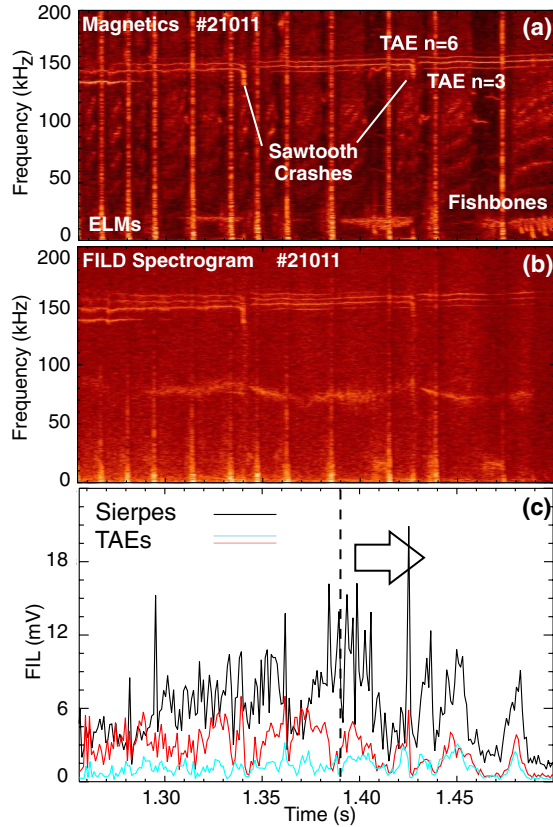 Magnetics #21011
(a)
TAE n=6
TAE n=3
Sawtooth
Crashes
ELMs
Fishbones
Frequency (kHz)
200
150
100
50
0
FILD Spectrogram #21011
(b)
Frequency (kHz)
200
150
100
50
0
(c)
Sierpes
TAEs
FIL (mV)
18
12
6
0
1.30
1.35
1.40
1.45
Time (s)